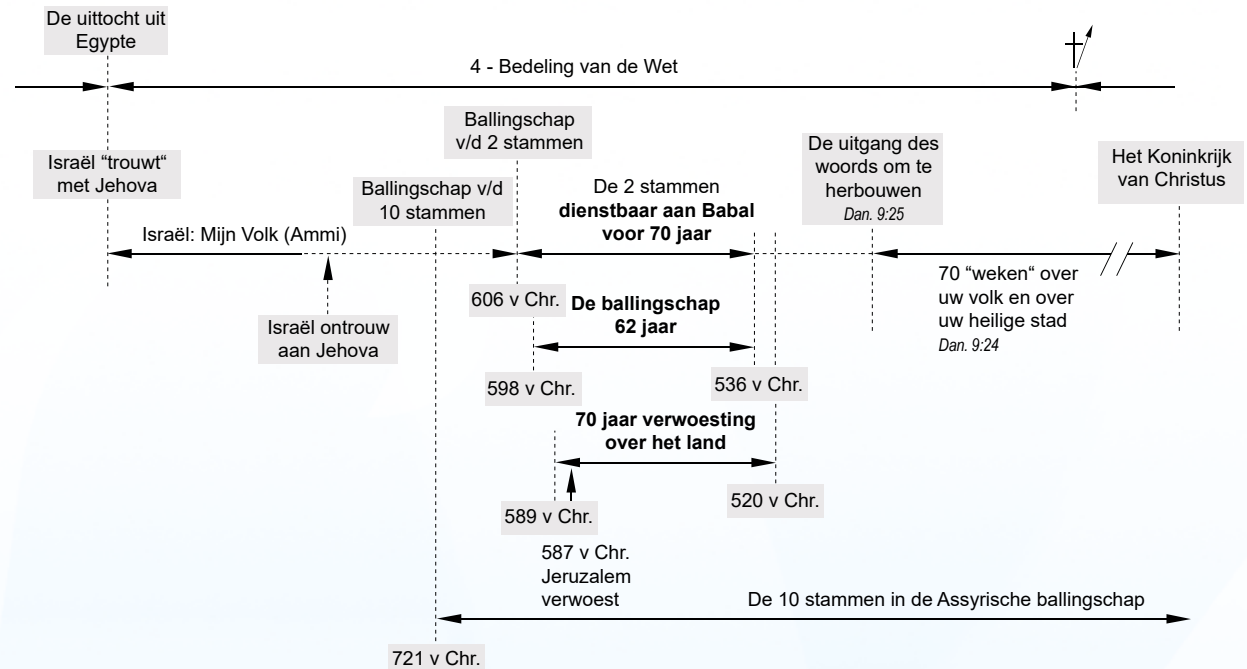 De uittocht uit
Egypte
4 - Bedeling van de Wet
Ballingschap
v/d 2 stammen
Israël “trouwt“
met Jehova
Ballingschap v/d
10 stammen
De 2 stammen
dienstbaar aan Babal
voor 70 jaar
De uitgang des
woords om te
herbouwen
Dan. 9:25
Het Koninkrijk
van Christus
Israël: Mijn Volk (Ammi)
Israël ontrouw
aan Jehova
606 v Chr.
De ballingschap
62 jaar
70 “weken“ over
uw volk en over
uw heilige stad
Dan. 9:24
598 v Chr.
536 v Chr.
70 jaar verwoesting
over het land
589 v Chr.
520 v Chr.
587 v Chr.
Jeruzalem
verwoest
De 10 stammen in de Assyrische ballingschap
721 v Chr.